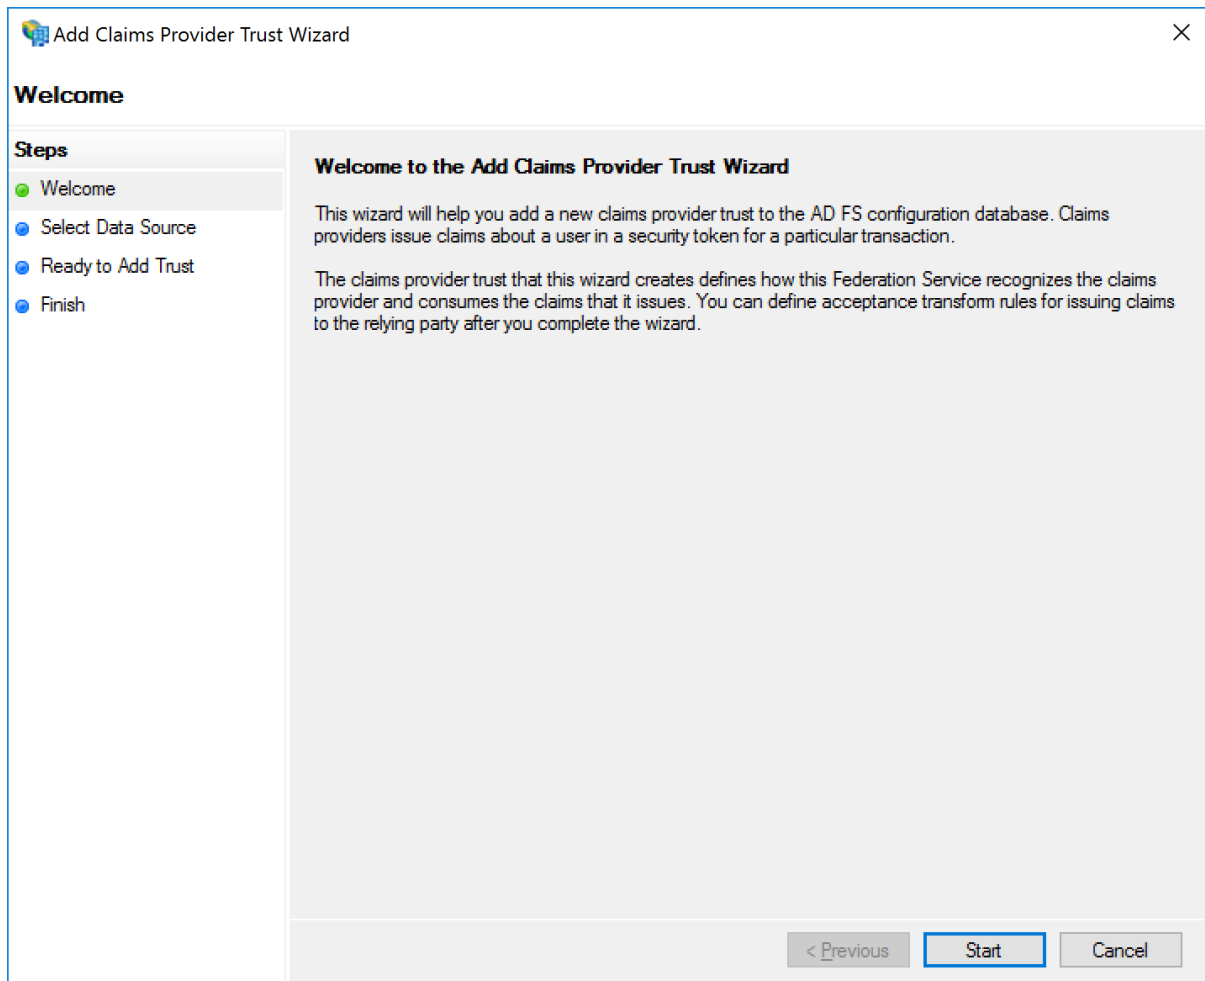 Add Claims Provider Trust Wizard
Welcome
Steps
Welcome
Select Data Source
Ready to Add Trust
Finish
Welcome to the Add Claims Provider Trust Wizard
This wizard will help you add a new claims provider trust to the AD FS configuration database. Claims
providers issue claims about a user in a security token for a particular transaction.
The claims provider trust that this wizard creates defines how this Federation Service recognizes the claims
provider and consumes the claims that it issues. You can define acceptance transform rules for issuing claims
to the relying party after you complete the wizard.
< Previous
Start
Cancel